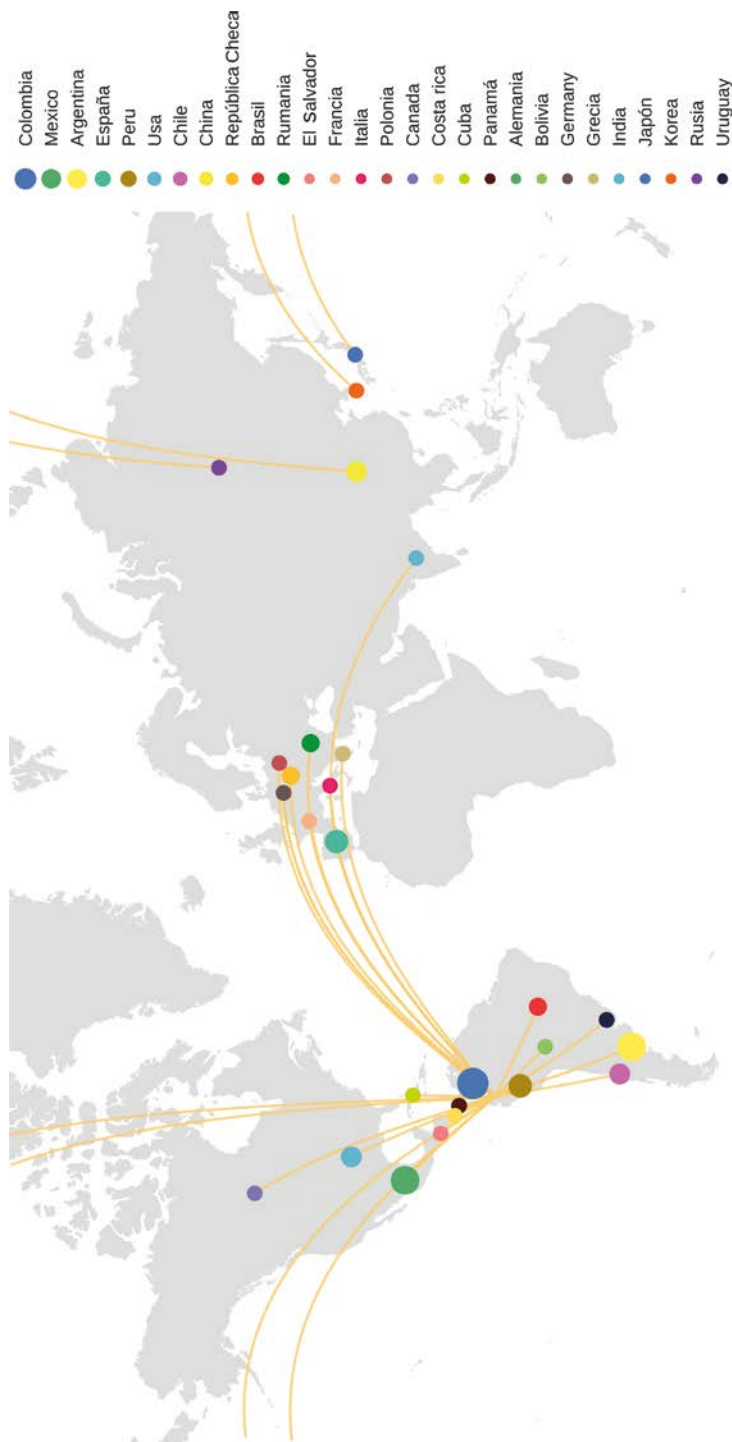 Colombia
Mexico
Argentina
España
Peru
Usa
Chile
China
República Checa
Brasil
Rumania
El Salvador
Francia
Italia
Polonia
Canada
Costa rica
Cuba
Panamá
Alemania
Bolivia
Germany
Grecia
India
Japón
Korea
Rusia
Uruguay